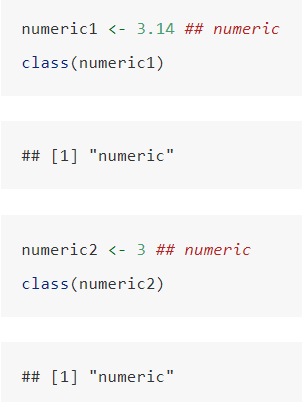 numeric1 <- 3.14 ## numeric
class(numeric1)
## [1] "numeric"
numeric2 <- 3 ## numeric
class(numeric2)
## [1] "numeric"